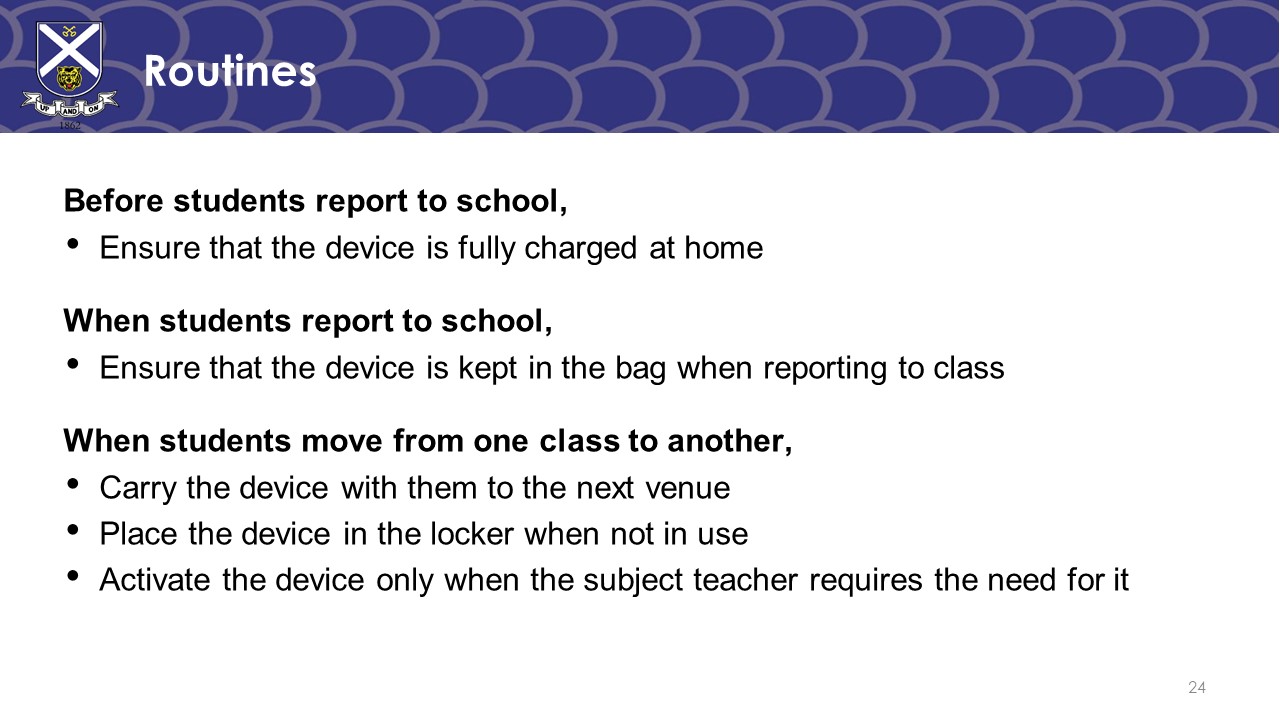 UP AND ON
1862
Routines
Before students report to school,
• Ensure that the device is fully charged at home
When students report to school,
• Ensure that the device is kept in the bag when reporting to class
When students move from one class to another,
• Carry the device with them to the next venue
• Place the device in the locker when not in use
• Activate the device only when the subject teacher requires the need for it
24